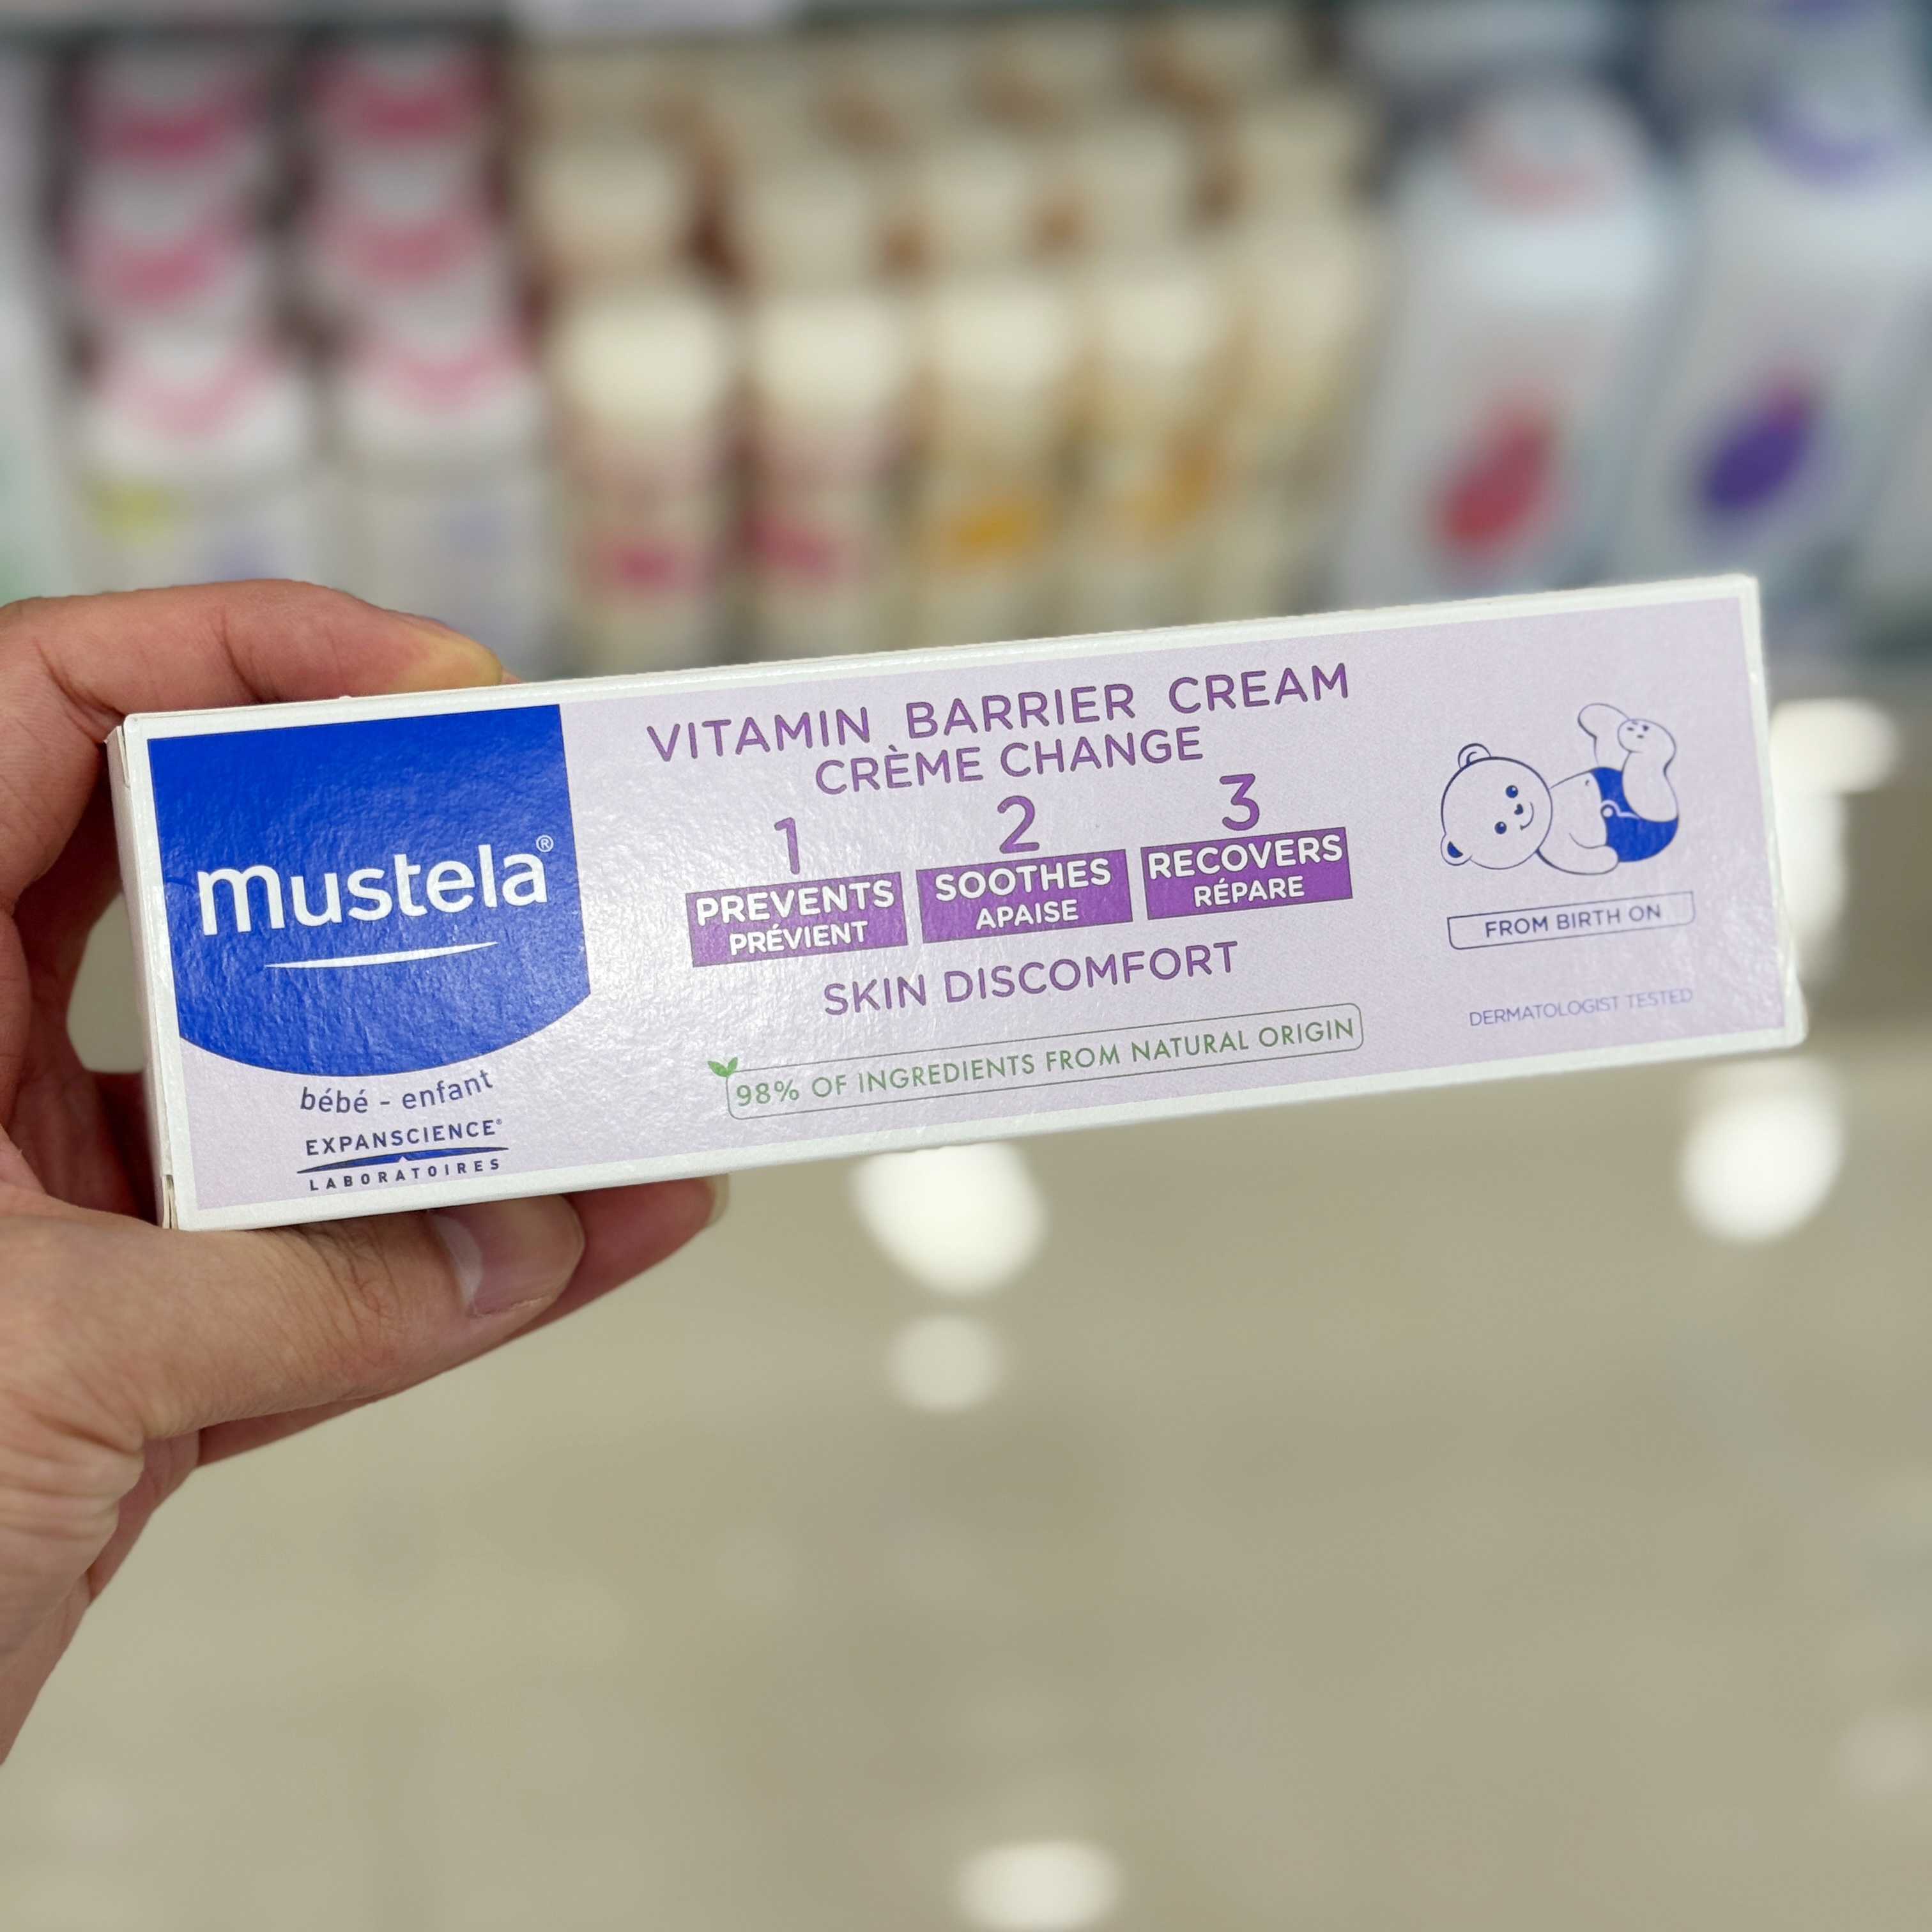 mustela®
bébé - enfant
EXPANSCIENCE®
LABORATOIRES
VITAMIN BARRIER CREAM
CRÈME CHANGE
1 2 3
PREVENTS SOOTHES RECOVERS
PRÉVIENT APAISE RÉPARE
SKIN DISCOMFORT
98% OF INGREDIENTS FROM NATURAL ORIGIN
FROM BIRTH ON
DERMATOLOGIST TESTED